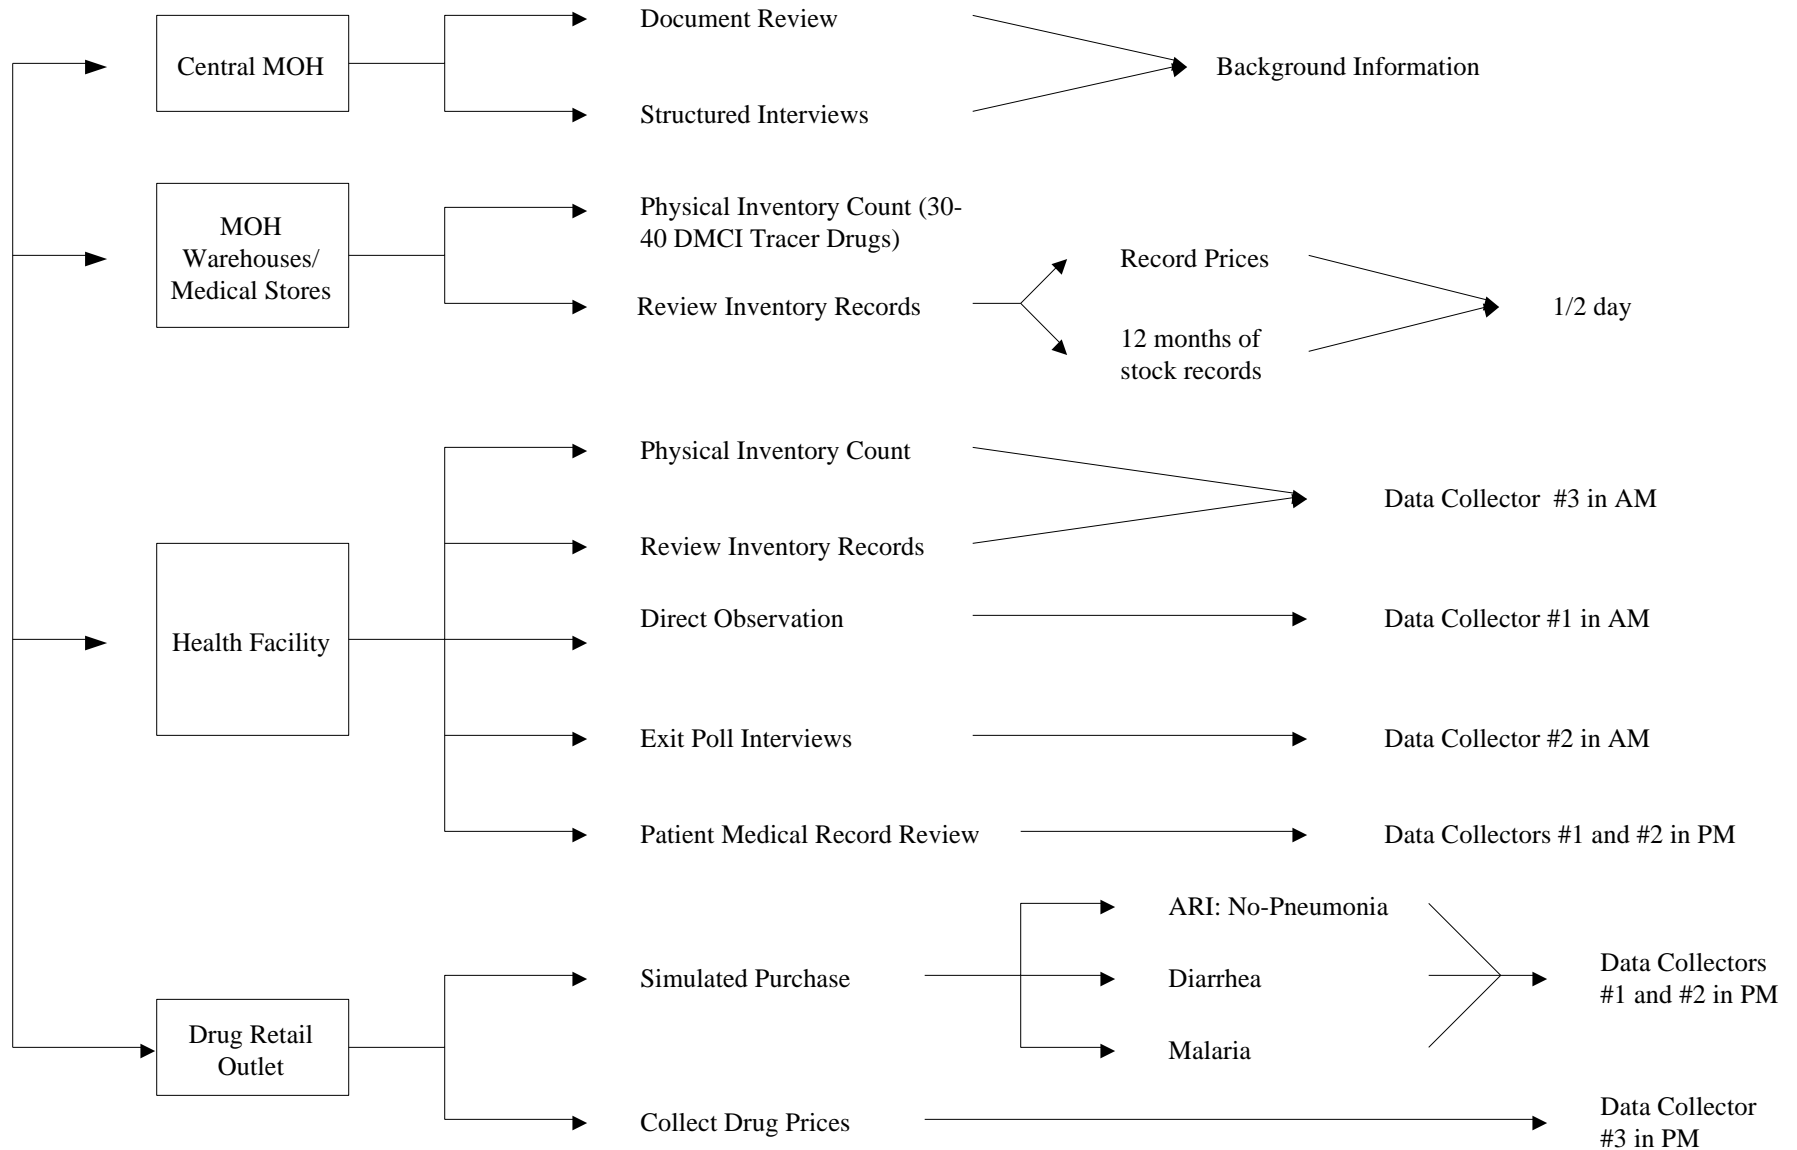 Central MOH
Document Review
Structured Interviews
Background Information
MOH
Warehouses/
Medical Stores
Physical Inventory Count (30-
40 DMCI Tracer Drugs)
Review Inventory Records
Record Prices
12 months of
stock records
1/2 day
Health Facility
Physical Inventory Count
Review Inventory Records
Data Collector #3 in AM
Direct Observation
Data Collector #1 in AM
Exit Poll Interviews
Data Collector #2 in AM
Patient Medical Record Review
Data Collectors #1 and #2 in PM
Drug Retail
Outlet
Simulated Purchase
ARI: No-Pneumonia
Diarrhea
Malaria
Data Collectors
#1 and #2 in PM
Collect Drug Prices
Data Collector
#3 in PM